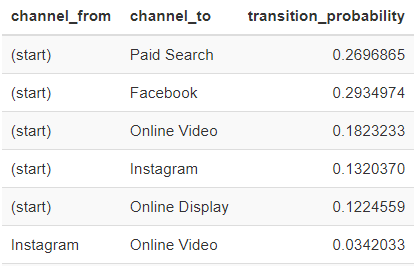 channel_from channel_to transition_probability
(start) Paid Search 0.2696865
(start) Facebook 0.2934974
(start) Online Video 0.1823233
(start) Instagram 0.1320370
(start) Online Display 0.1224559
Instagram Online Video 0.0342033